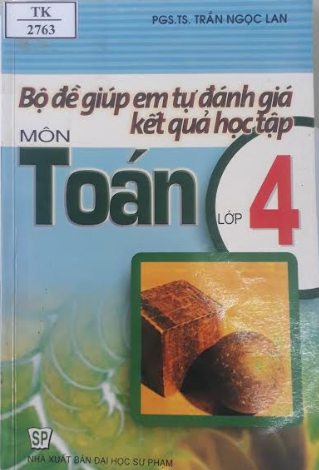 TK
2763
PGS.TS. TRẦN NGỌC LAN
Bộ đề giúp em tự đánh giá
kết quả học tập
MÔN
Toán
LỚP 4
SP
NHÀ XUẤT BẢN ĐẠI HỌC SƯ PHẠM